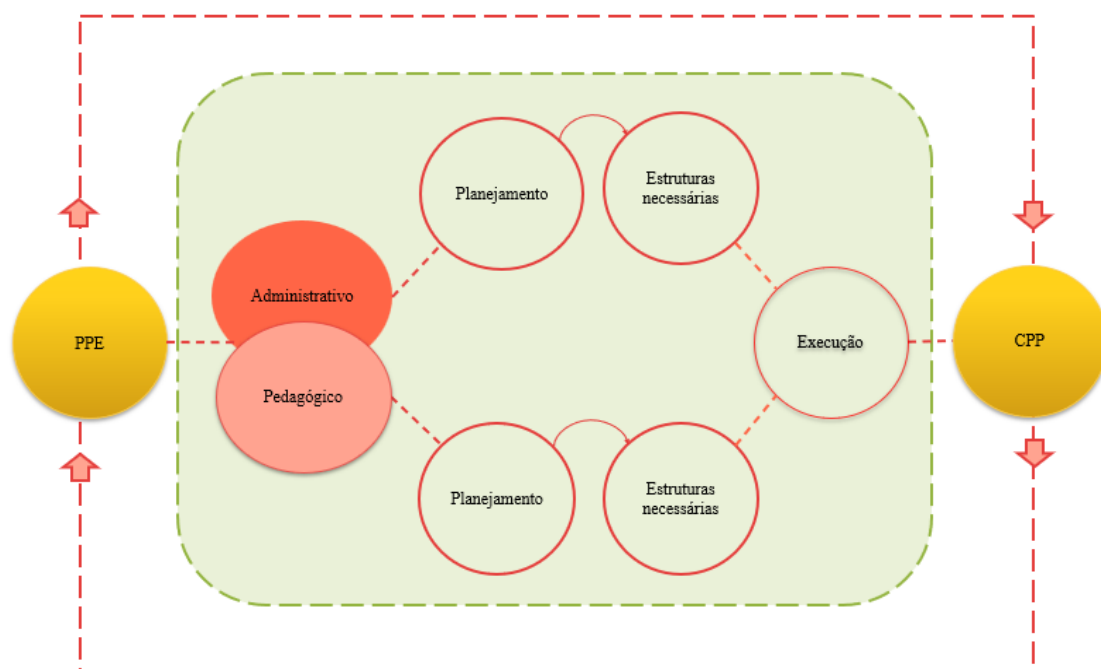 Planejamento
Estruturas
necessárias
Administrativo
PPE
Execução
CPP
Pedagógico
Planejamento
Estruturas
necessárias